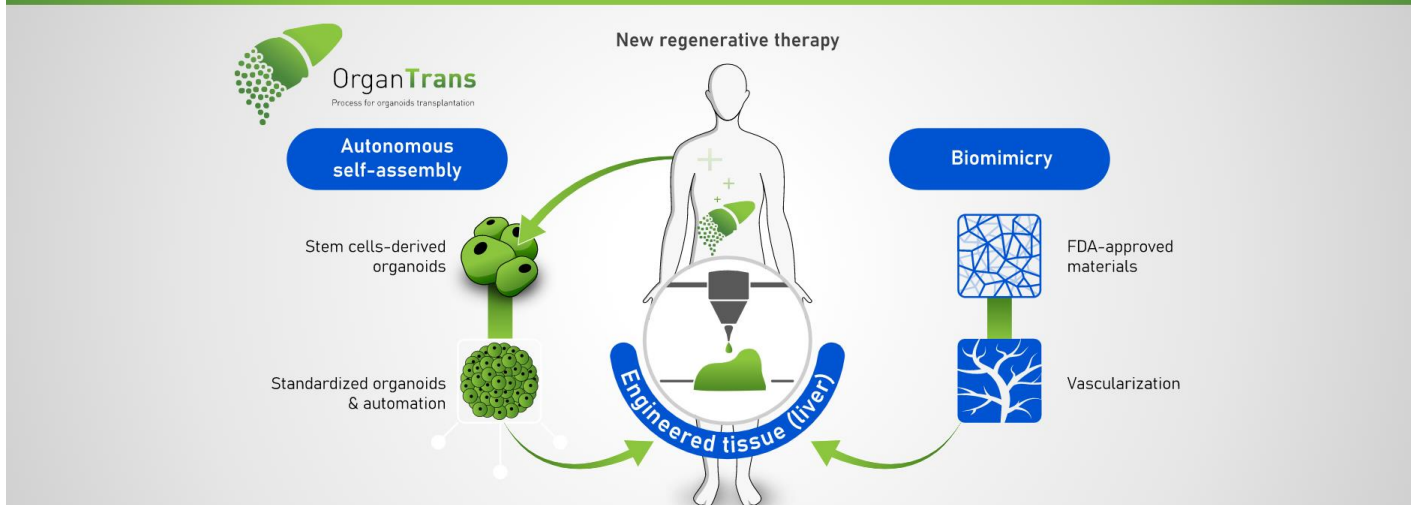 New regenerative therapy
OrganTrans
Process for organoids transplantation
Autonomous
self-assembly
Biomimicry
Stem cells-derived
organoids
FDA-approved
materials
Standardized organoids
& automation
Vascularization
Engineered tissue (liver)